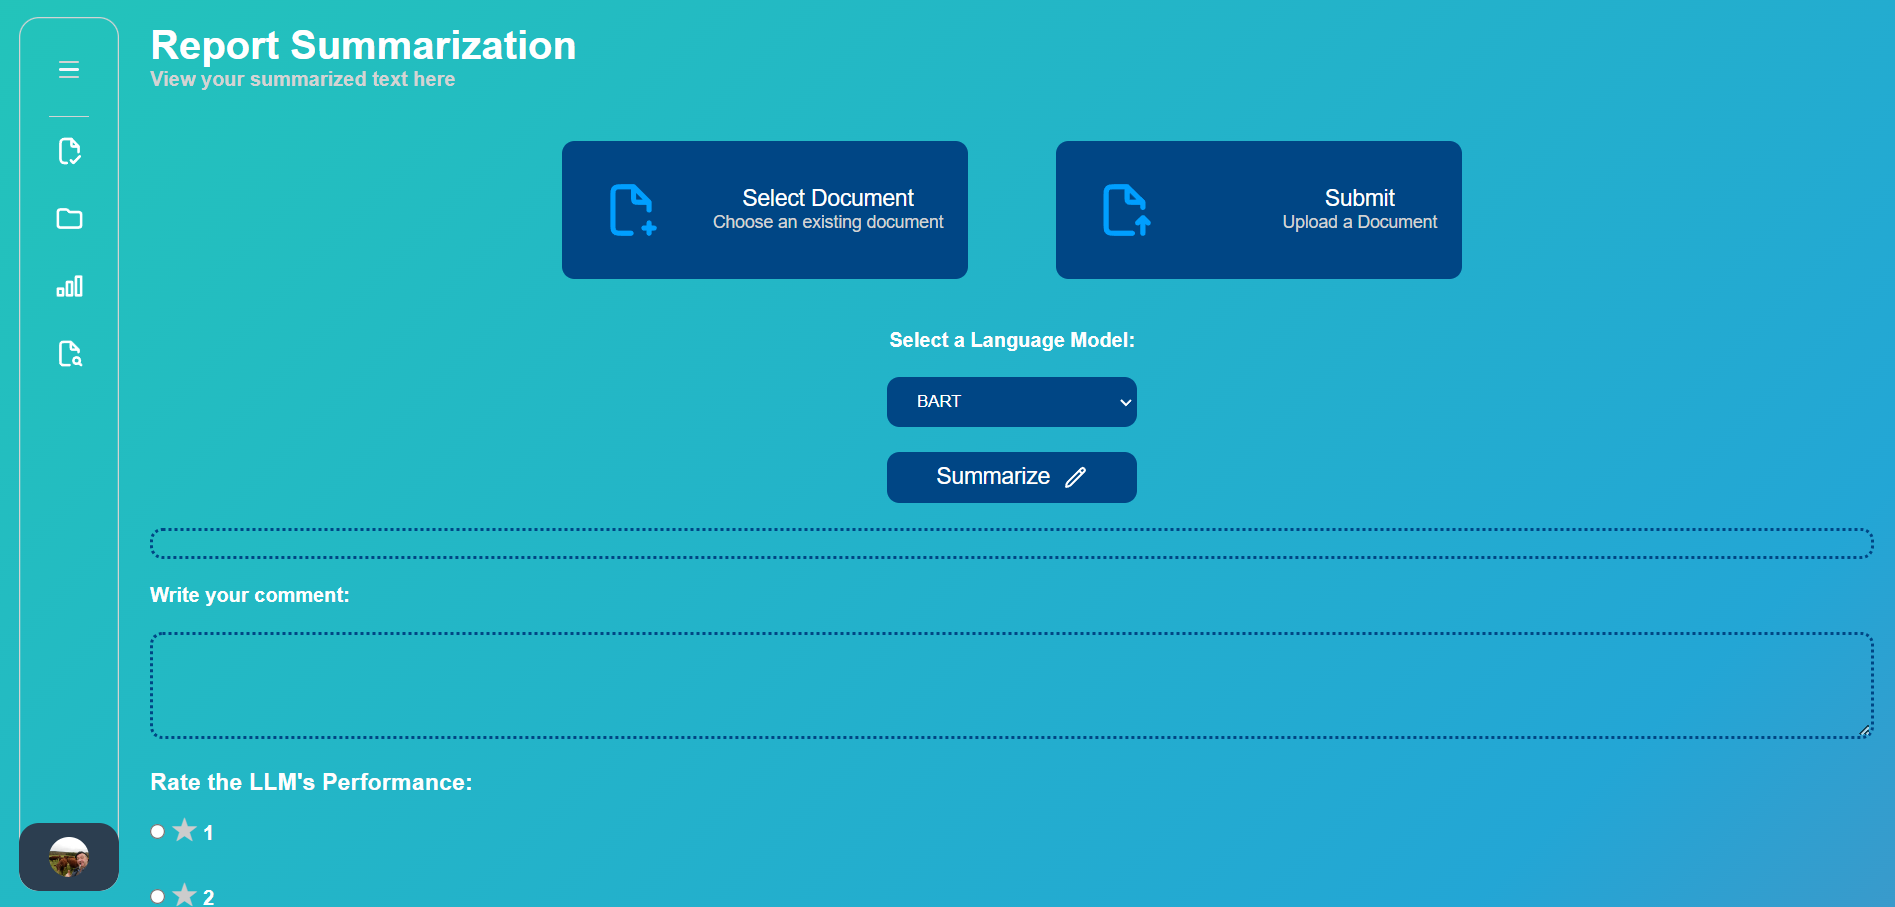 Report Summarization
View your summarized text here
Select Document
Choose an existing document
Submit
Upload a Document
Select a Language Model:
BART
Summarize
Write your comment:
Rate the LLM's Performance:
1
2